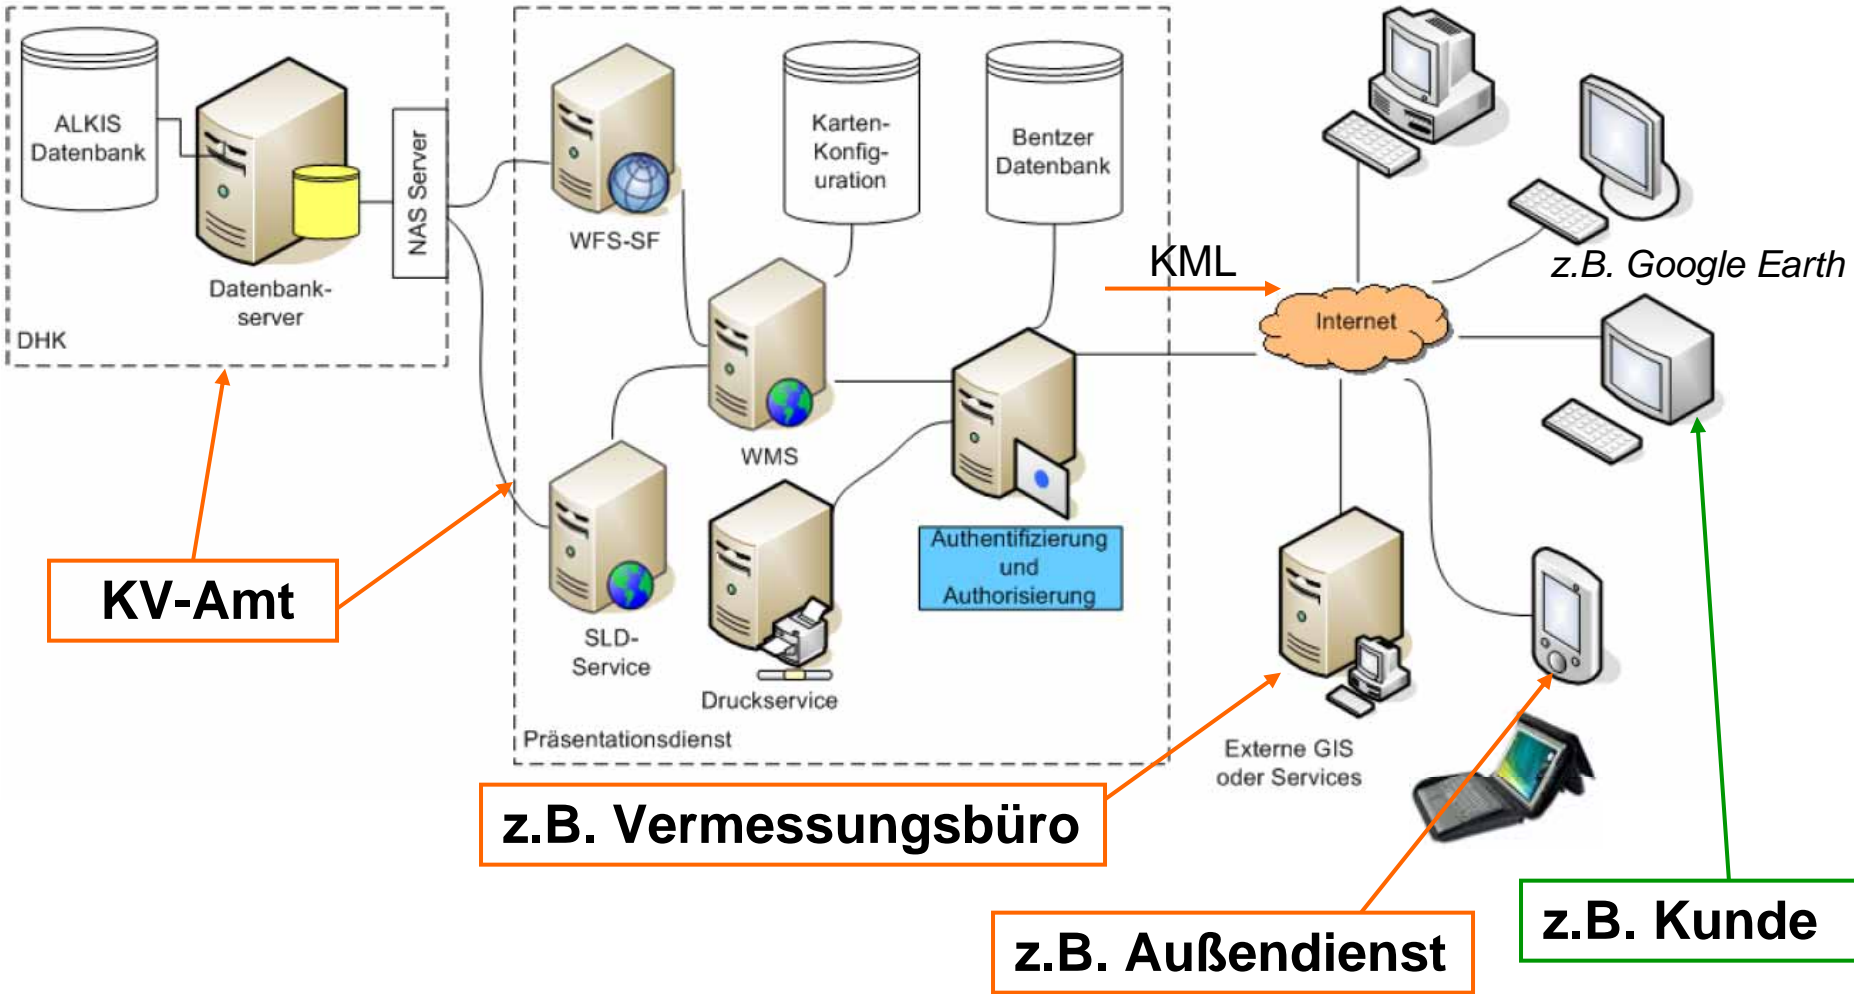 ALKIS
Datenbank
Datenbank-
server
NAS Server
DHK
WFS-SF
Karten-
Konfig-
uration
Bentzer
Datenbank
WMS
SLD-
Service
Druckservice
Authentifizierung
und
Authorisierung
Präsentationsdienst
KML
Internet
z.B. Google Earth
Externe GIS
oder Services
KV-Amt
z.B. Vermessungsbüro
z.B. Außendienst
z.B. Kunde